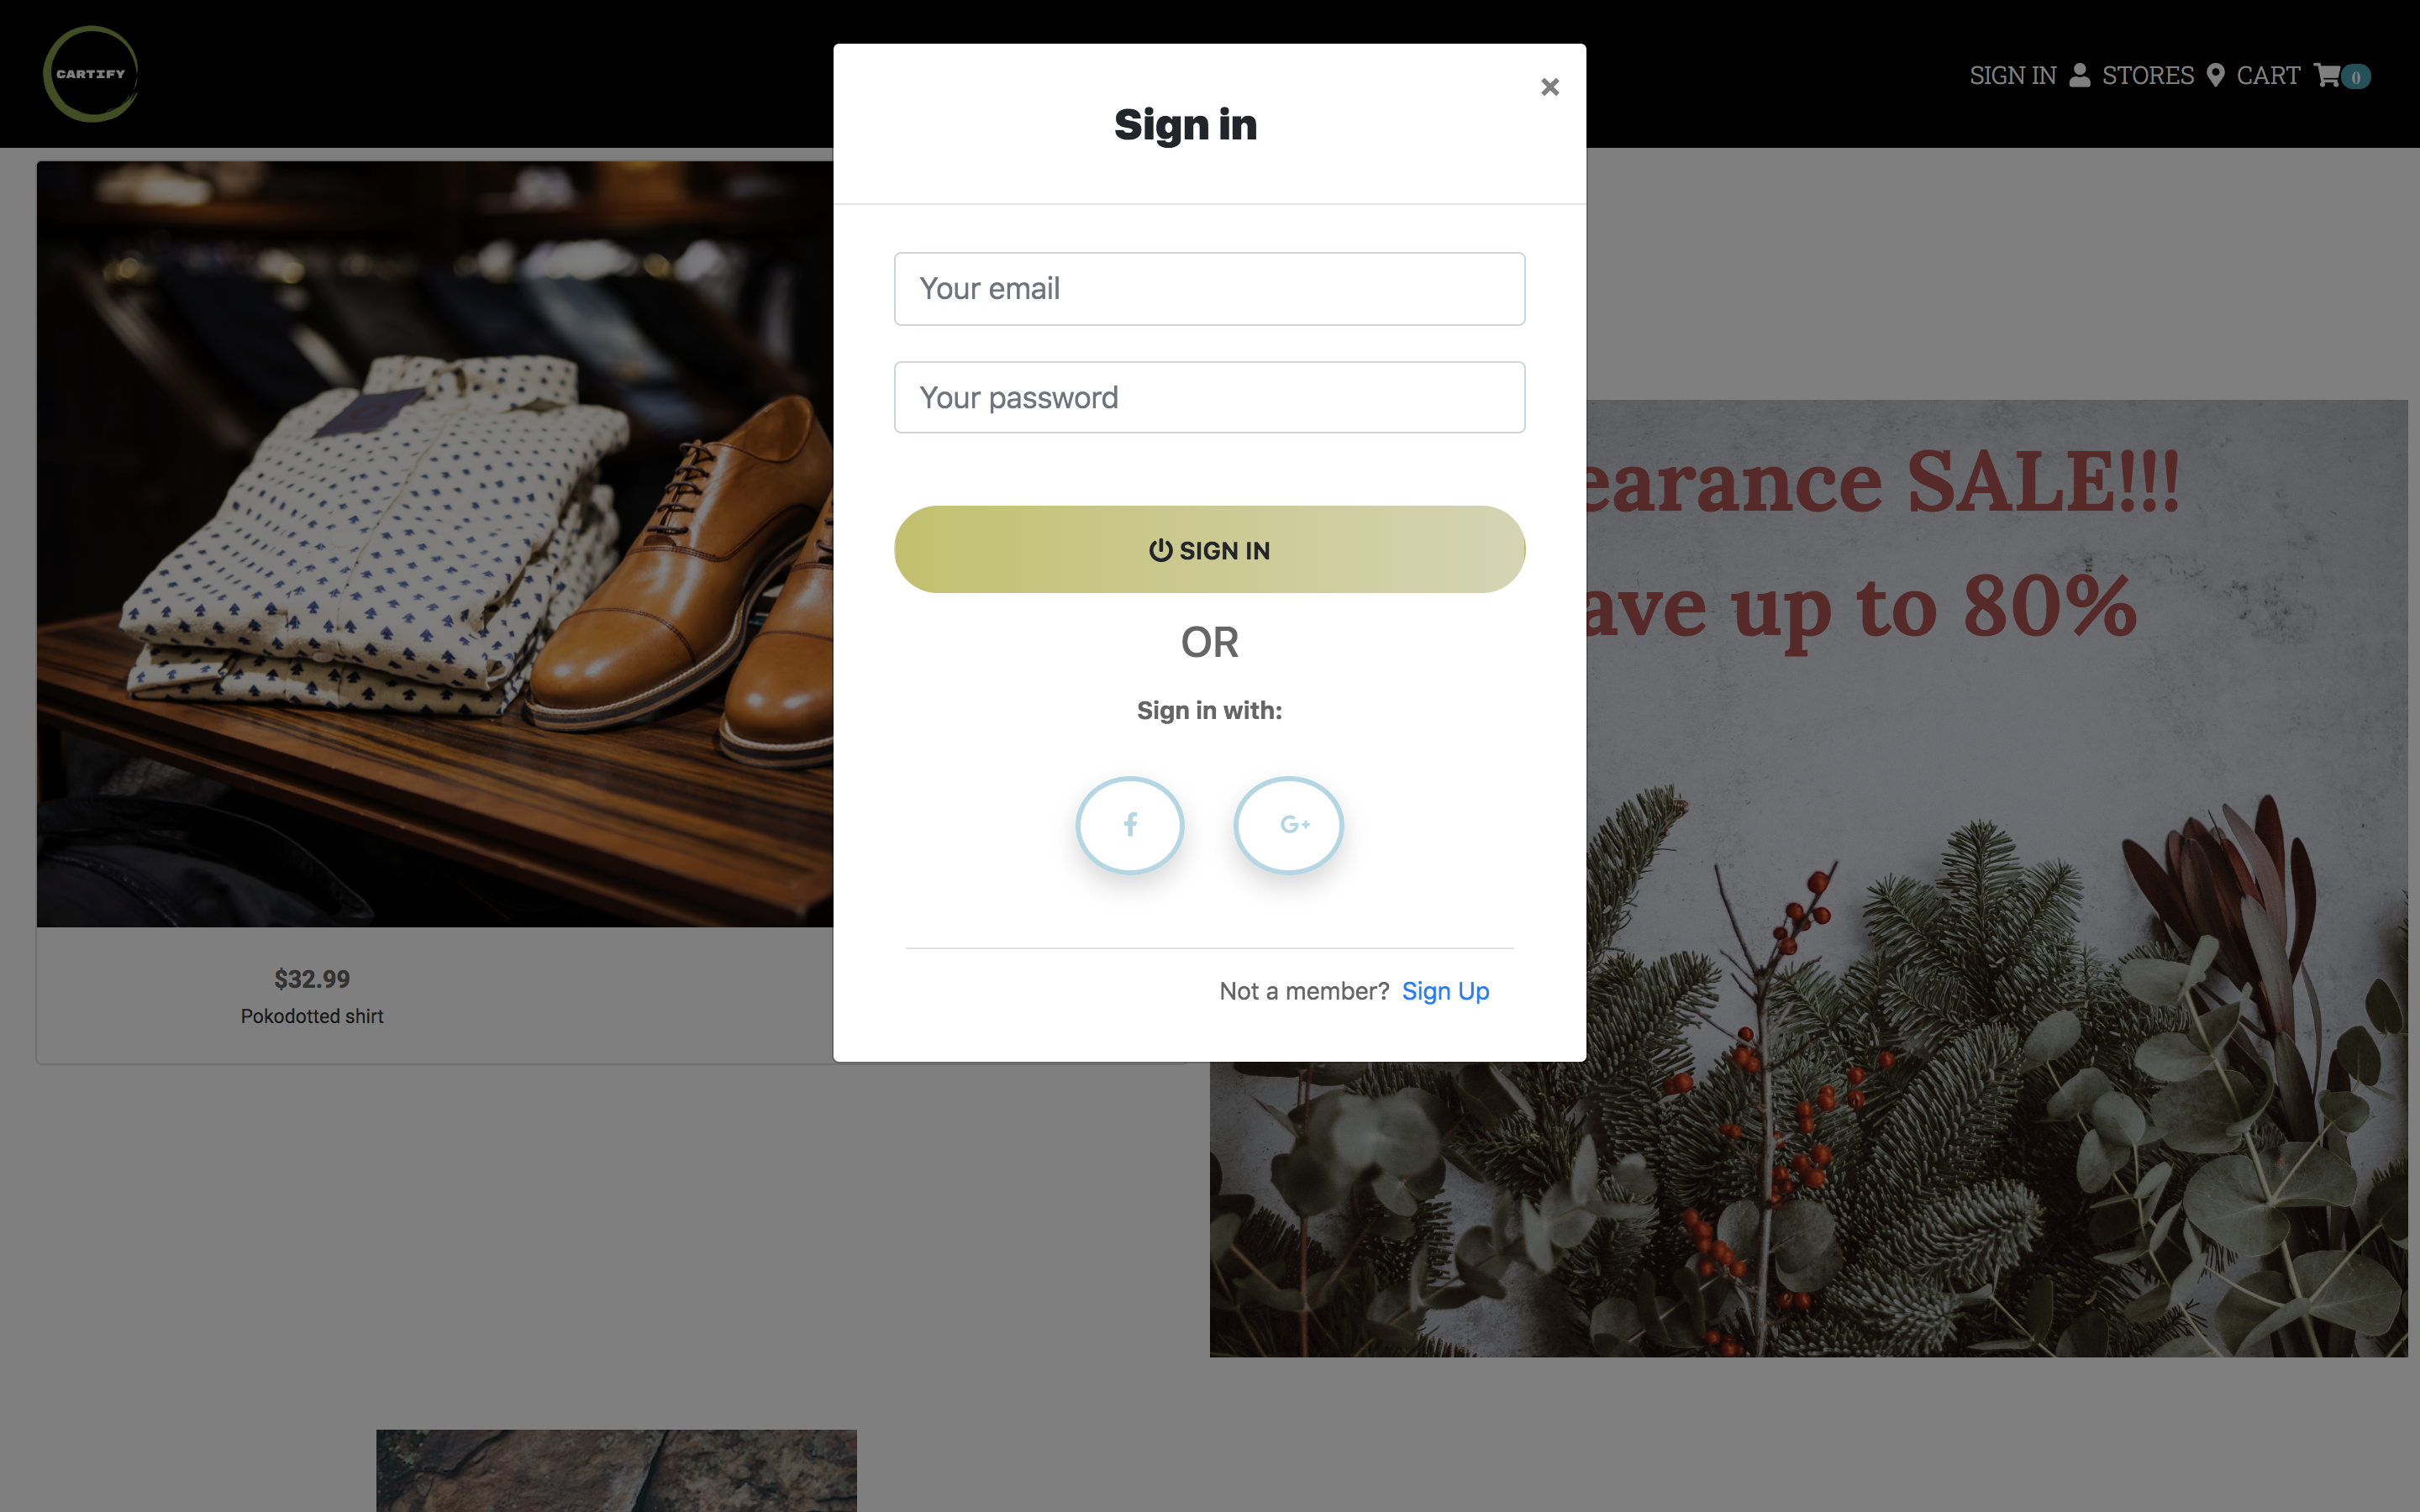 CARTIFY
SIGN IN STORES CART 0
×
Sign in
Your email
Your password
SIGN IN
OR
Sign in with:
f G+
Not a member? Sign Up
earance SALE!!!
ave up to 80%
$32.99
Pokodotted shirt